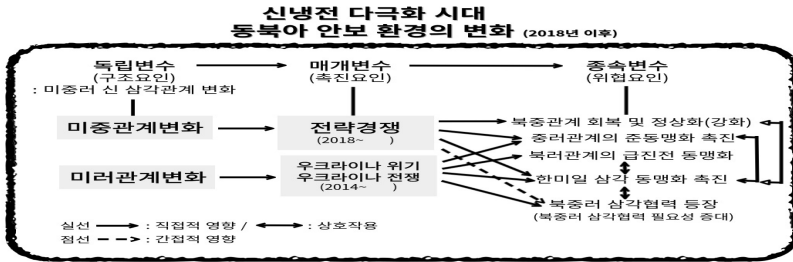 신냉전 다극화 시대
동북아 안보 환경의 변화 (2018년 이후)
독립변수 매개변수 종속변수
(구조요인) (촉진요인) (위협요인)
: 미중러 신 삼각관계 변화
미중관계변화
전략경쟁
(2018~ )
미러관계변화
우크라이나 위기
우크라이나 전쟁
(2014~ )
북중관계 회복 및 정상화(강화)
중러관계의 준동맹화 촉진
북러관계의 급진전 동맹화
한미일 삼각 동맹화 촉진
북중러 삼각협력 등장
(북중러 삼각협력 필요성 증대)
실선 : 직접적 영향 / : 상호작용
점선 : 간접적 영향